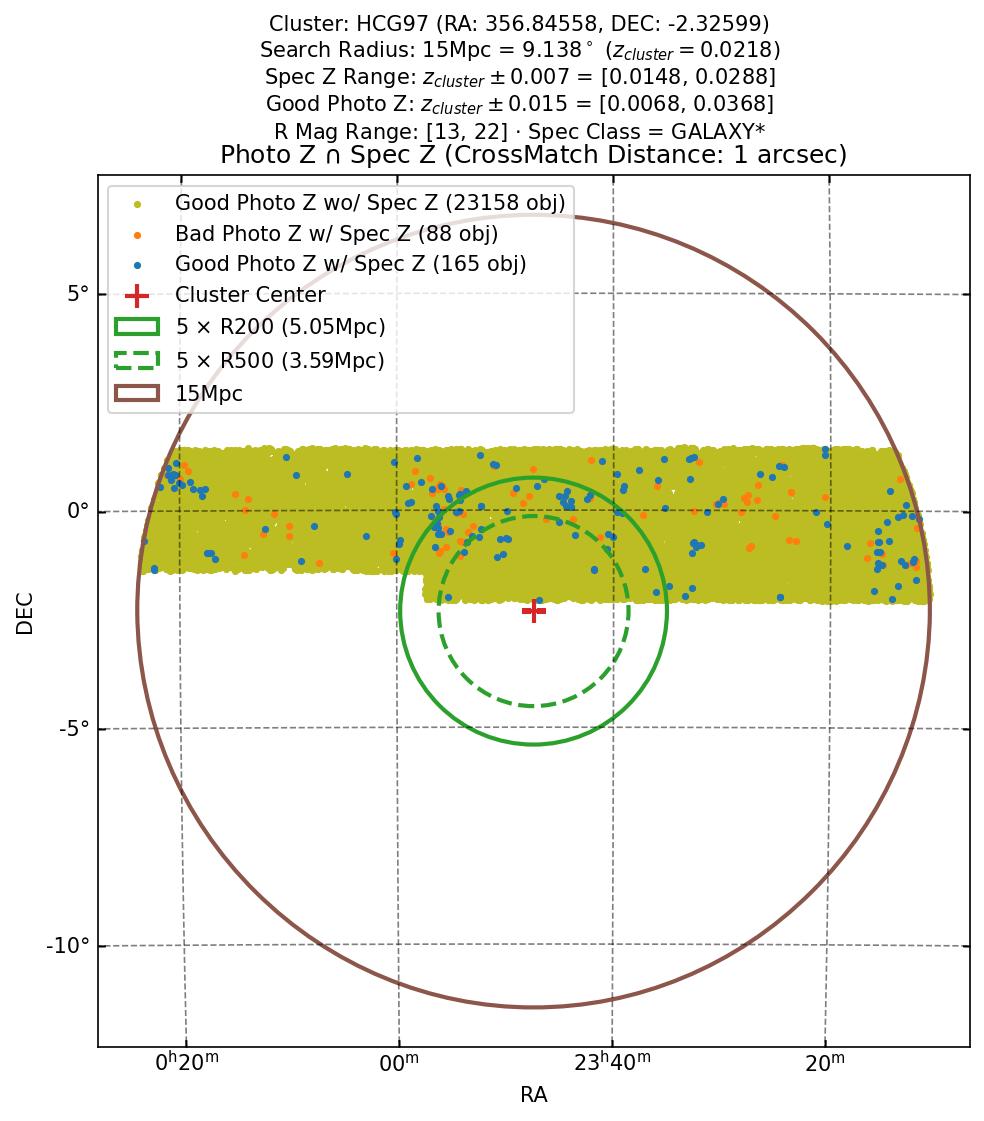 Cluster: HCG97 (RA: 356.84558, DEC: -2.32599)
Search Radius: 15Mpc = 9.138° (z_cluster = 0.0218)
Spec Z Range: z_cluster ± 0.007 = [0.0148, 0.0288]
Good Photo Z: z_cluster ± 0.015 = [0.0068, 0.0368]
R Mag Range: [13, 22] · Spec Class = GALAXY*
Photo Z ∩ Spec Z (CrossMatch Distance: 1 arcsec)
Good Photo Z wo/ Spec Z (23158 obj)
Bad Photo Z w/ Spec Z (88 obj)
Good Photo Z w/ Spec Z (165 obj)
Cluster Center
5 × R200 (5.05Mpc)
5 × R500 (3.59Mpc)
15Mpc
5°
0°
-5°
-10°
DEC
0ʰ20ᵐ 00ᵐ 23ʰ40ᵐ 20ᵐ
RA